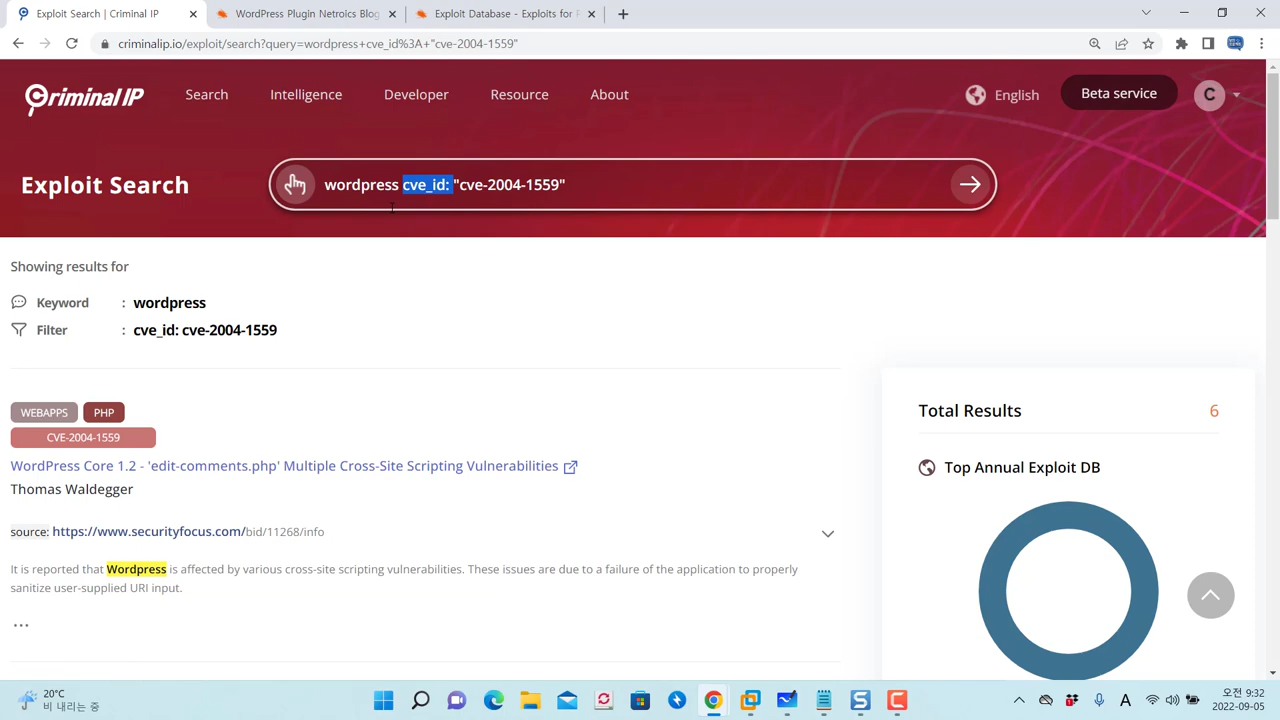 Exploit Search | Criminal IP
WordPress Plugin Netroics Blog
Exploit Database - Exploits for P
criminalip.io/exploit/search?query=wordpress+cve_id%3A+"cve-2004-1559"
Criminal IP
Search
Intelligence
Developer
Resource
About
English
Beta service
C
Exploit Search
wordpress cve_id: "cve-2004-1559"
Showing results for
Keyword : wordpress
Filter : cve_id: cve-2004-1559
WEBAPPS PHP
CVE-2004-1559
WordPress Core 1.2 - 'edit-comments.php' Multiple Cross-Site Scripting Vulnerabilities
Thomas Waldegger
source: https://www.securityfocus.com/bid/11268/info
It is reported that Wordpress is affected by various cross-site scripting vulnerabilities. These issues are due to a failure of the application to properly
sanitize user-supplied URI input.
...
Total Results 6
Top Annual Exploit DB
20°C
내리는 중
A
오전 9:32
2022-09-05